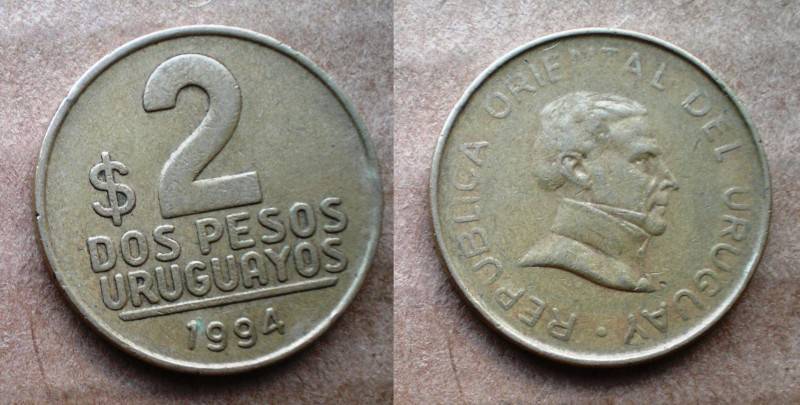 $ 2
DOS PESOS
URUGUAYOS
1994
REPUBLICA ORIENTAL DEL URUGUAY ·